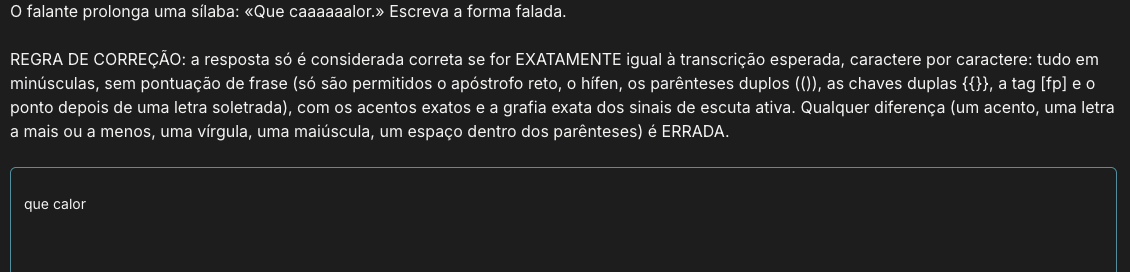 O falante prolonga uma sílaba: «Que caaaaaalor.» Escreva a forma falada.
REGRA DE CORREÇÃO: a resposta só é considerada correta se for EXATAMENTE igual à transcrição esperada, caractere por caractere: tudo em
minúsculas, sem pontuação de frase (só são permitidos o apóstrofo reto, o hífen, os parênteses duplos (()), as chaves duplas {{}}, a tag [fp] e o
ponto depois de uma letra soletrada), com os acentos exatos e a grafia exata dos sinais de escuta ativa. Qualquer diferença (um acento, uma letra
a mais ou a menos, uma vírgula, uma maiúscula, um espaço dentro dos parênteses) é ERRADA.
que calor